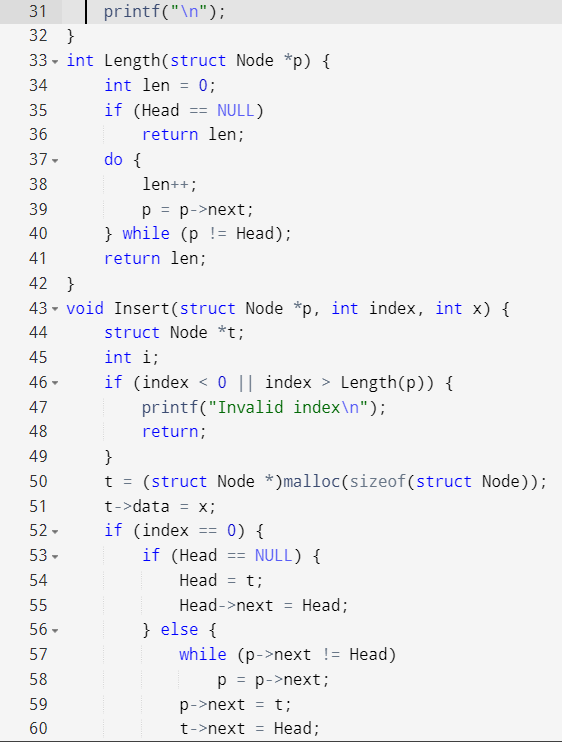 31     printf("\n");
32 }
33 int Length(struct Node *p) {
34     int len = 0;
35     if (Head == NULL)
36         return len;
37     do {
38         len++;
39         p = p->next;
40     } while (p != Head);
41     return len;
42 }
43 void Insert(struct Node *p, int index, int x) {
44     struct Node *t;
45     int i;
46     if (index < 0 || index > Length(p)) {
47         printf("Invalid index\n");
48         return;
49     }
50     t = (struct Node *)malloc(sizeof(struct Node));
51     t->data = x;
52     if (index == 0) {
53         if (Head == NULL) {
54             Head = t;
55             Head->next = Head;
56         } else {
57             while (p->next != Head)
58                 p = p->next;
59             p->next = t;
60             t->next = Head;